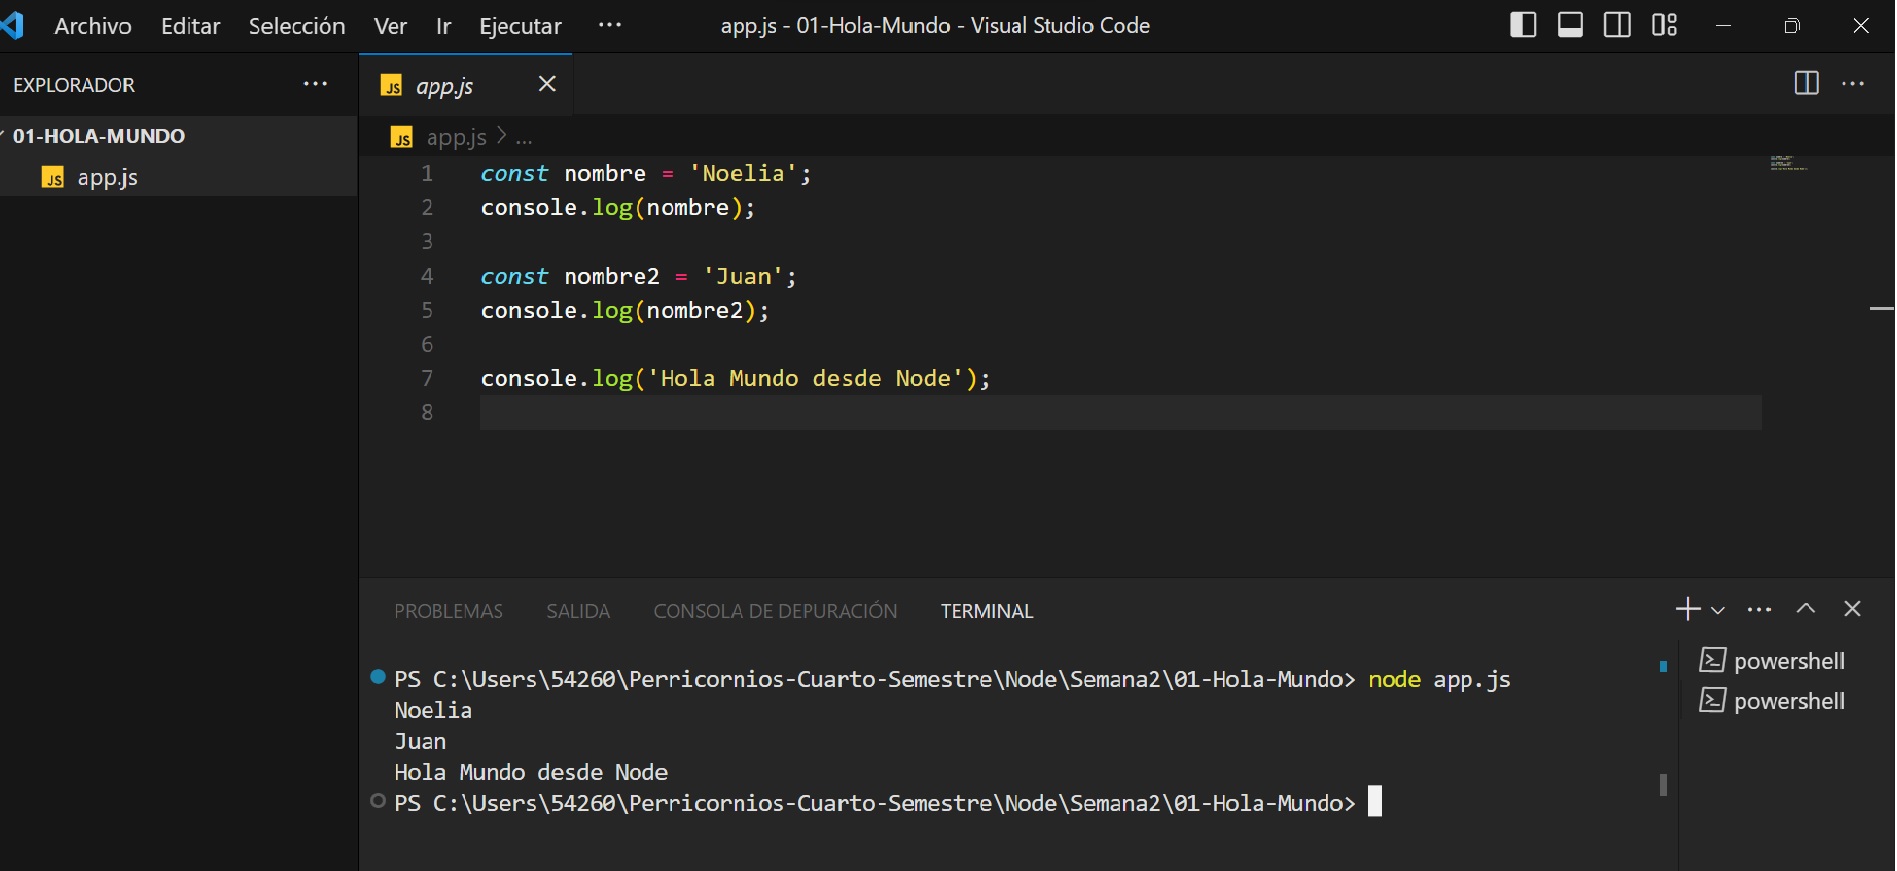 Archivo Editar Selección Ver Ir Ejecutar ··· app.js - 01-Hola-Mundo - Visual Studio Code
EXPLORADOR ···
01-HOLA-MUNDO
JS app.js
JS app.js
JS app.js > ...
1 const nombre = 'Noelia';
2 console.log(nombre);
3
4 const nombre2 = 'Juan';
5 console.log(nombre2);
6
7 console.log('Hola Mundo desde Node');
8
PROBLEMAS SALIDA CONSOLA DE DEPURACIÓN TERMINAL
PS C:\Users\54260\Perricornios-Cuarto-Semestre\Node\Semana2\01-Hola-Mundo> node app.js
Noelia
Juan
Hola Mundo desde Node
PS C:\Users\54260\Perricornios-Cuarto-Semestre\Node\Semana2\01-Hola-Mundo>
powershell
powershell